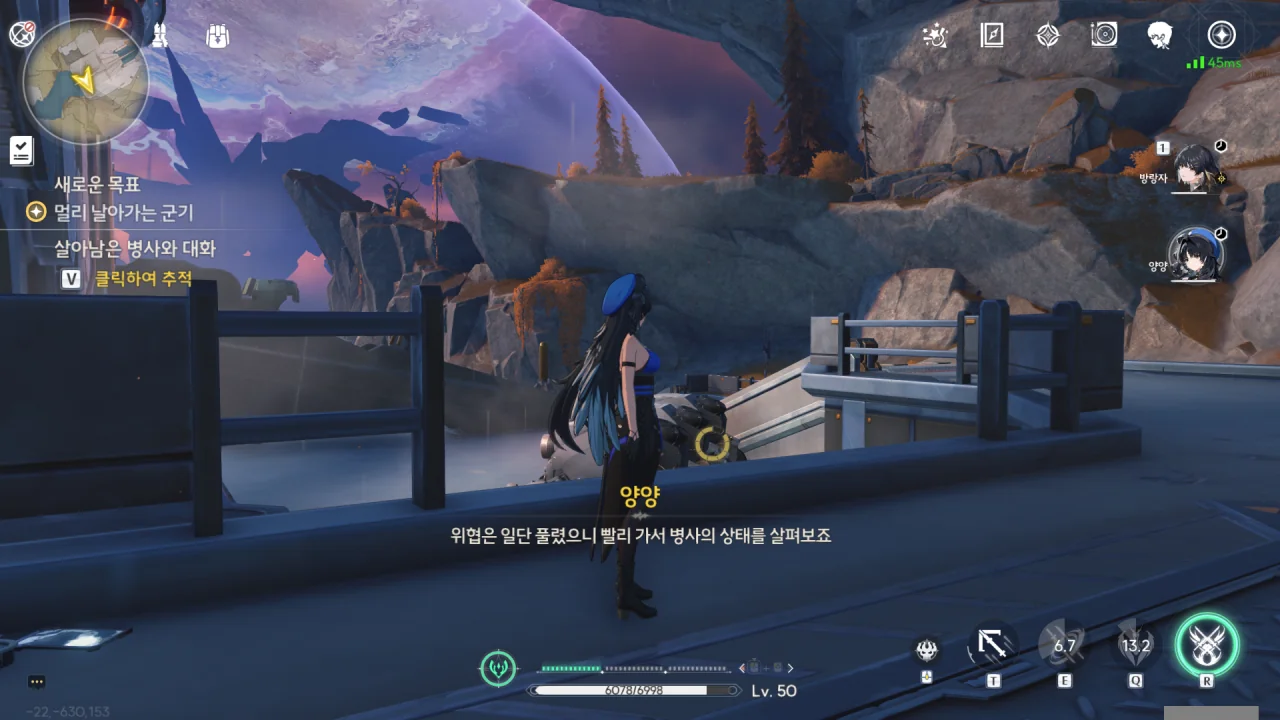 45ms
새로운 목표
멀리 날아가는 군기
살아남은 병사와 대화
V 클릭하여 추적
1
방랑자
양양
양양
위협은 일단 풀렸으니 빨리 가서 병사의 상태를 살펴보죠
6.7
13.2
T
E
Q
R
6078/6998
Lv. 50
-22,-630,153